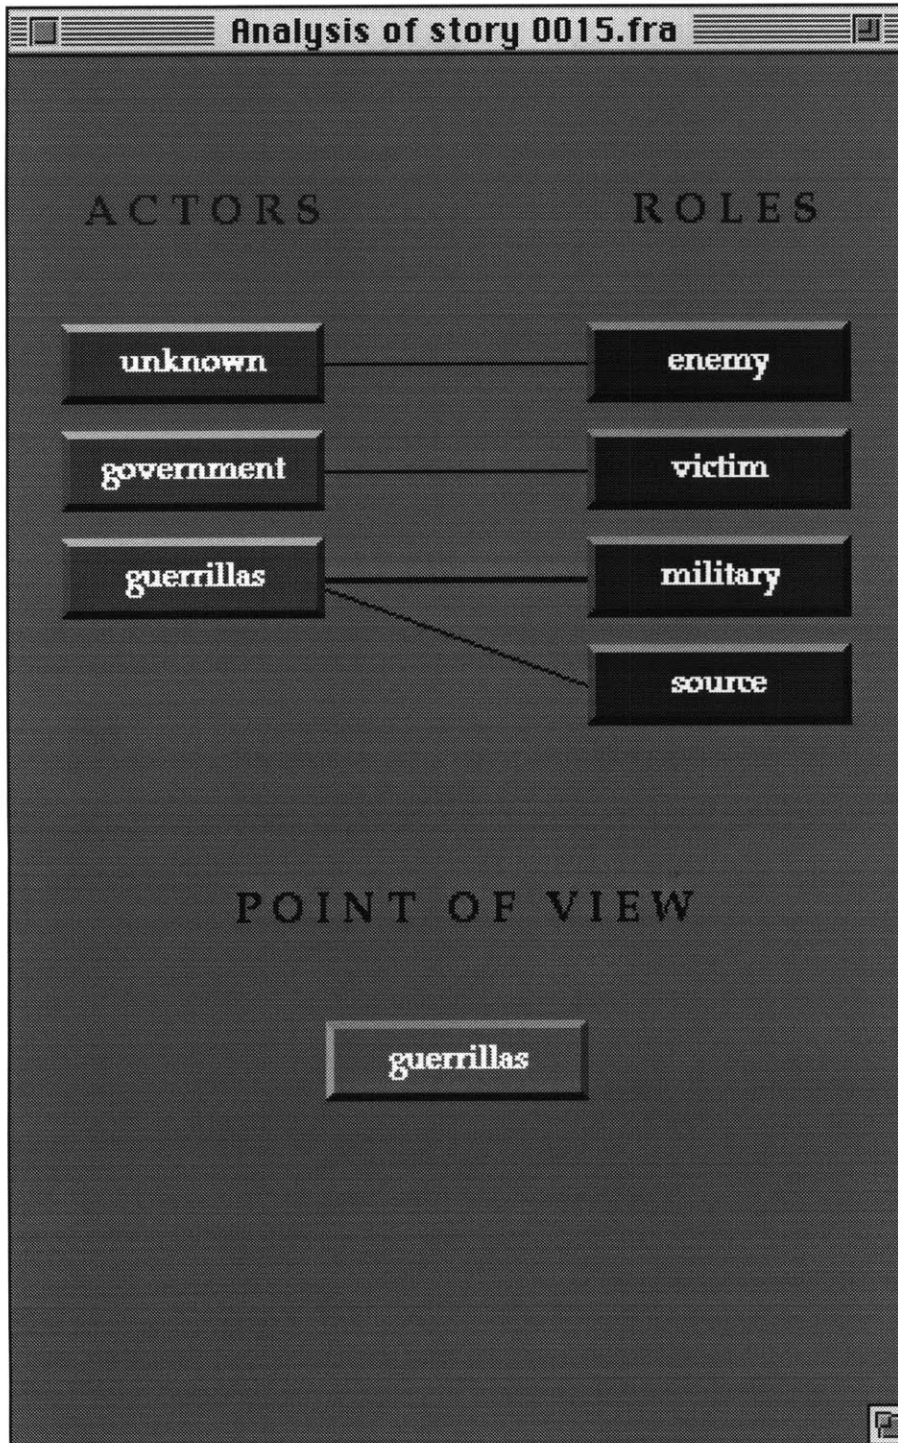 Analysis of story 0015.fra
ACTORS ROLES
unknown enemy
government victim
guerrillas military
source
POINT OF VIEW
guerrillas